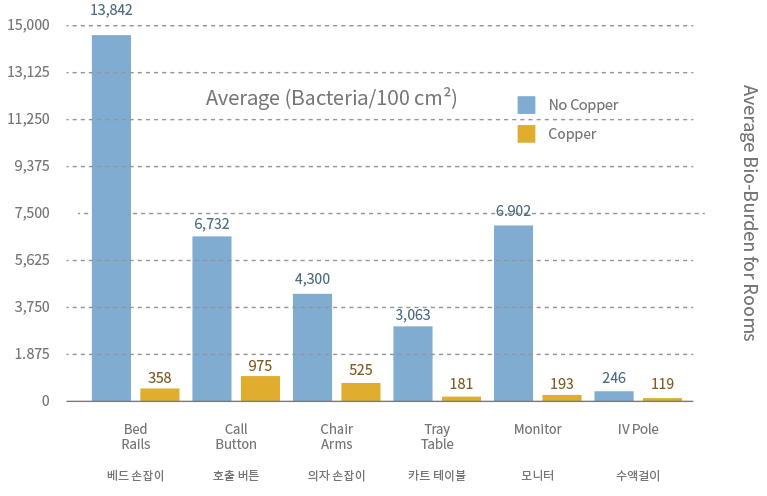 13,842
15,000
13,125
Average (Bacteria/100 cm²)
No Copper
Copper
11,250
9,375
7,500
6,732
6.902
5,625
4,300
3,750
3,063
1.875
358
975
525
181
193
246
119
0
Bed
Rails
Call
Button
Chair
Arms
Tray
Table
Monitor
IV Pole
베드 손잡이
호출 버튼
의자 손잡이
카트 테이블
모니터
수액걸이
Average Bio-Burden for Rooms